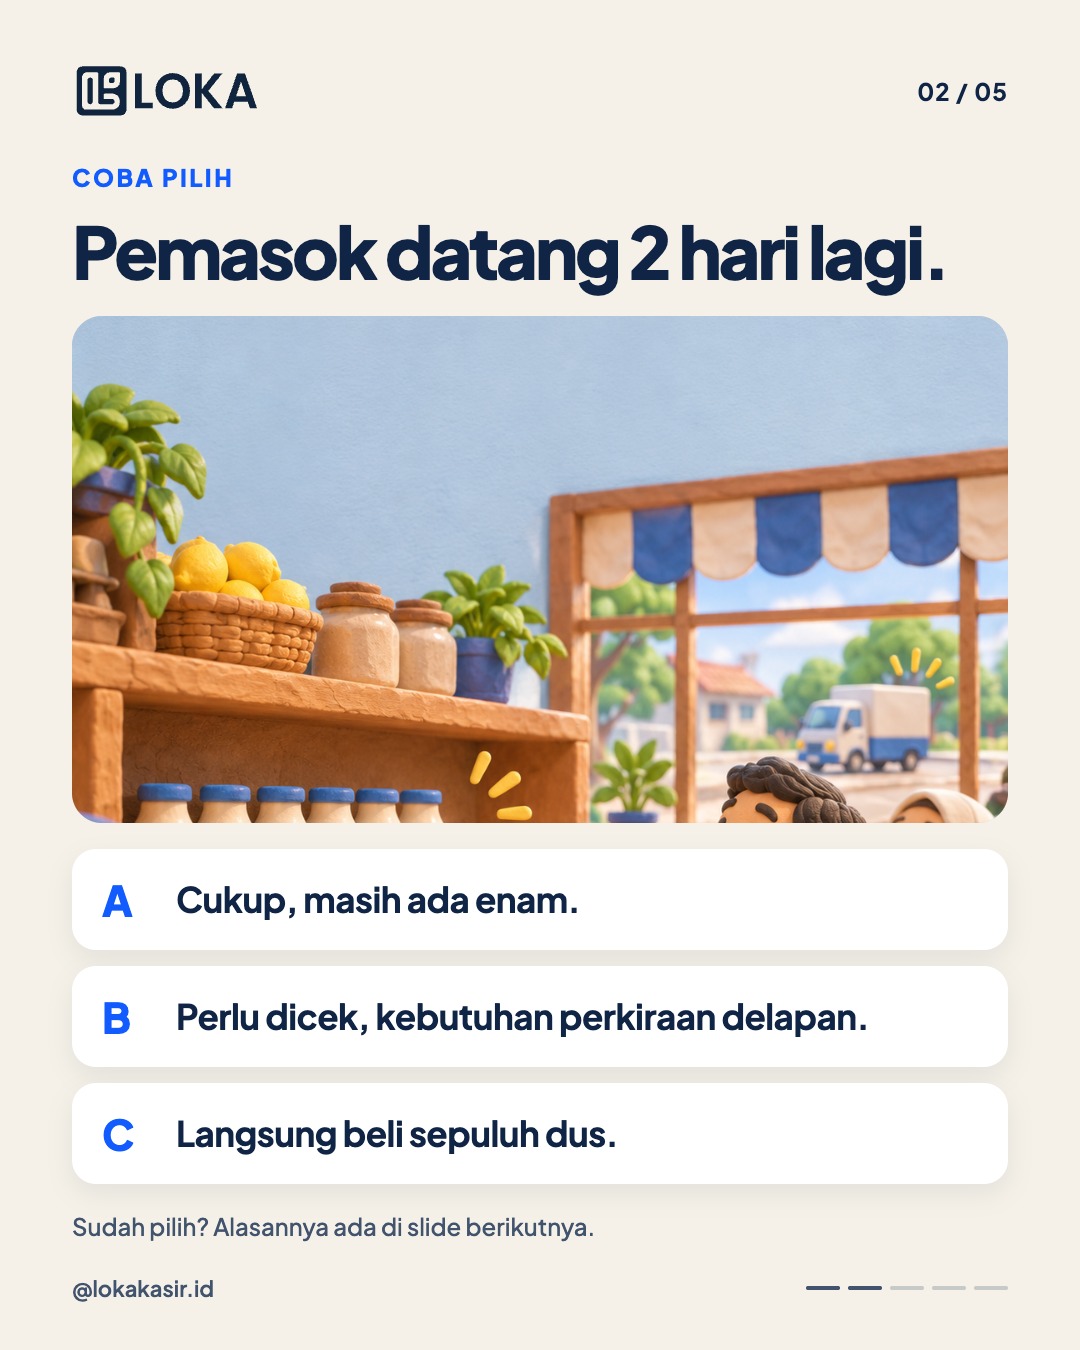 LOKA
02 / 05
COBA PILIH
Pemasok datang 2 hari lagi.
A Cukup, masih ada enam.
B Perlu dicek, kebutuhan perkiraan delapan.
C Langsung beli sepuluh dus.
Sudah pilih? Alasannya ada di slide berikutnya.
@lokakasir.id